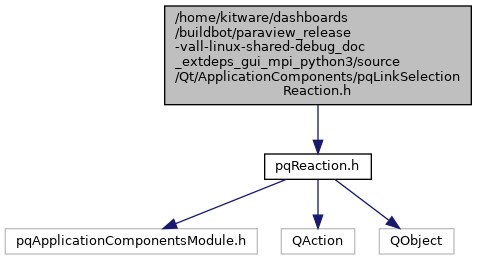 /home/kitware/dashboards
/buildbot/paraview_release
-vall-linux-shared-debug_doc
_extdeps_gui_mpi_python3/source
/Qt/ApplicationComponents/pqLinkSelection
Reaction.h
pqReaction.h
pqApplicationComponentsModule.h
QAction
QObject